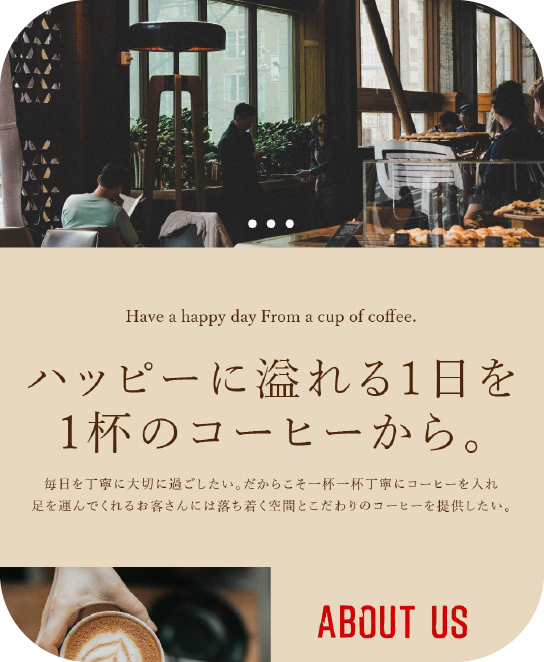 Have a happy day From a cup of coffee.
ハッピーに溢れる1日を
1杯のコーヒーから。
毎日を丁寧に大切に過ごしたい。だからこそ一杯一杯丁寧にコーヒーを入れ
足を運んでくれるお客さんには落ち着く空間とこだわりのコーヒーを提供したい。
ABOUT US